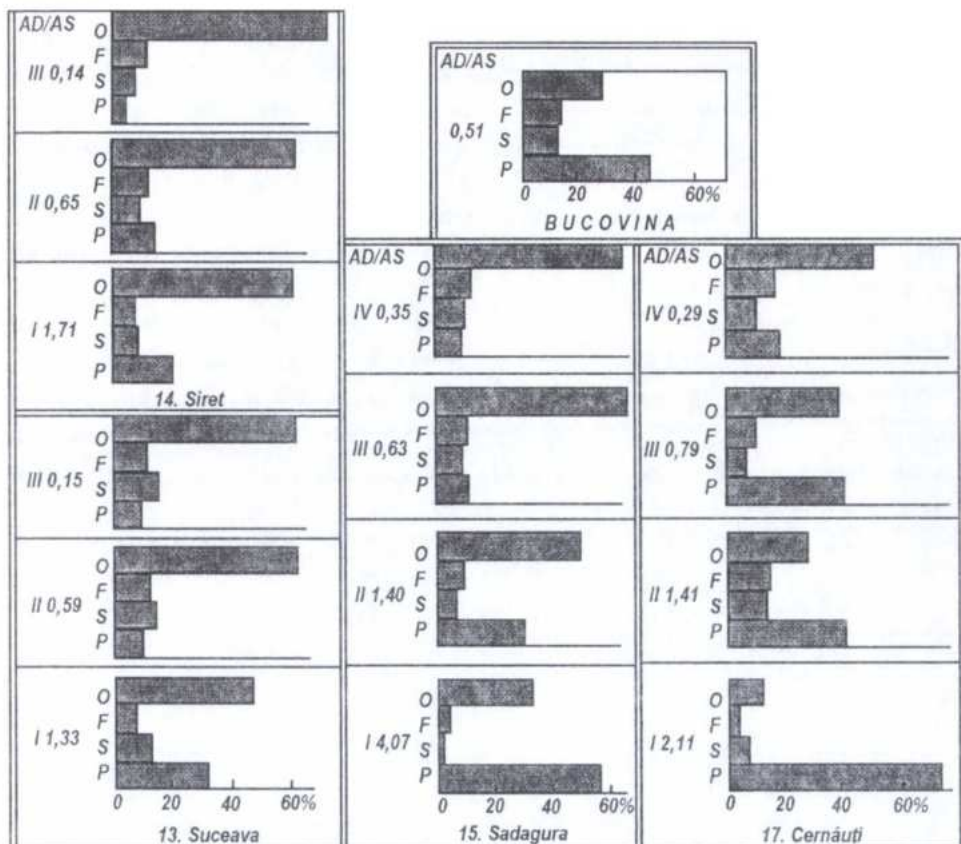 AD/AS
III 0,14
O
F
S
P
II 0,65
O
F
S
P
I 1,71
O
F
S
P
14. Siret
III 0,15
O
F
S
P
II 0,59
O
F
S
P
I 1,33
O
F
S
P
0 20 40 60%
13. Suceava
AD/AS
0,51
O
F
S
P
0 20 40 60%
BUCOVINA
AD/AS
IV 0,35
O
F
S
P
III 0,63
O
F
S
P
II 1,40
O
F
S
P
I 4,07
O
F
S
P
0 20 40 60%
15. Sadagura
AD/AS
IV 0,29
O
F
S
P
III 0,79
O
F
S
P
II 1,41
O
F
S
P
I 2,11
O
F
S
P
0 20 40 60%
17. Cernăuți